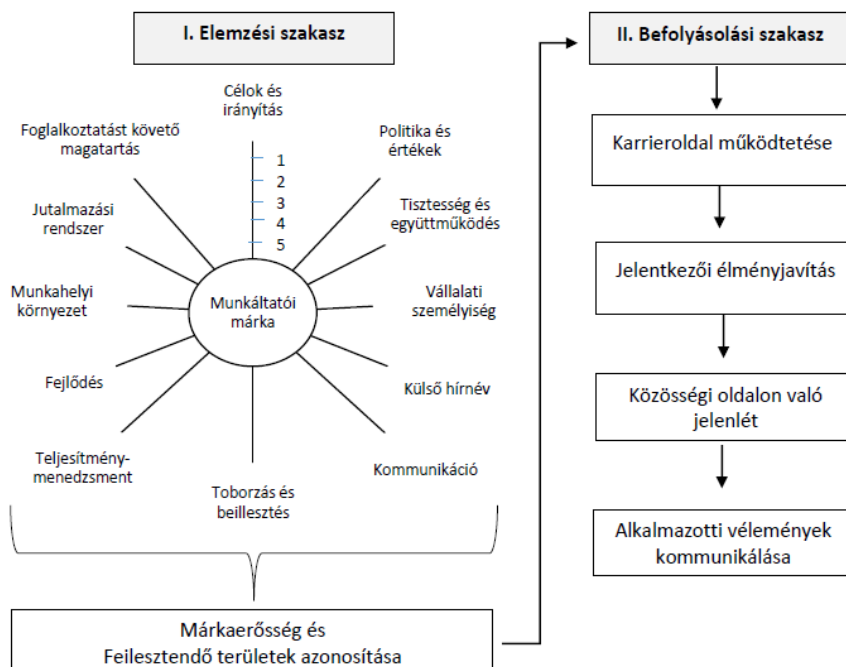 I. Elemzési szakasz
Célok és
irányítás
Politika és
értékek
Tisztesség és
együttműködés
Vállalati
személyiség
Külső hírnév
Kommunikáció
Toborzás és
beillesztés
Teljesítmény-
menedzsment
Fejlődés
Munkahelyi
környezet
Jutalmazási
rendszer
Foglalkoztatást követő
magatartás
1
2
3
4
5
Munkáltatói
márka
Márkaerősség és
Feilesztendő területek azonosítása
II. Befolyásolási szakasz
Karrieroldal működtetése
Jelentkezői élményjavítás
Közösségi oldalon való
jelenlét
Alkalmazotti vélemények
kommunikálása